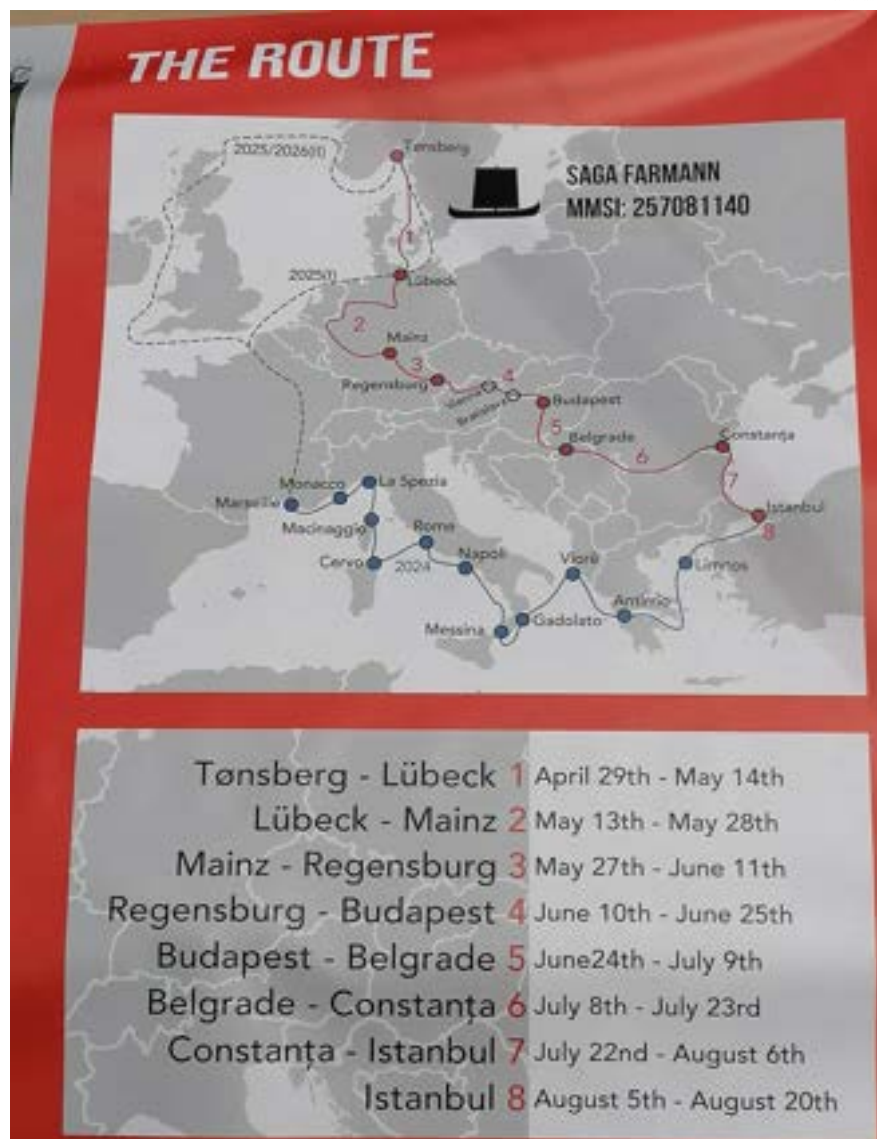 THE ROUTE
2025/2026(II)
Tønsberg
SAGA FARMANN
MMSI: 257081140
1
2025(I)
Lübeck
2
Mainz
3
Regensburg
4
Vienna
Bratislava
Budapest
5
Belgrade
6
Constanța
7
Istanbul
8
Monacco
La Spezia
Marseille
Macinaggio
Roma
Cervo
2024
Napoli
Vlorë
Limnos
Antirrio
Messina
Gadolato
Tønsberg - Lübeck 1 April 29th - May 14th
Lübeck - Mainz 2 May 13th - May 28th
Mainz - Regensburg 3 May 27th - June 11th
Regensburg - Budapest 4 June 10th - June 25th
Budapest - Belgrade 5 June24th - July 9th
Belgrade - Constanța 6 July 8th - July 23rd
Constanța - Istanbul 7 July 22nd - August 6th
Istanbul 8 August 5th - August 20th